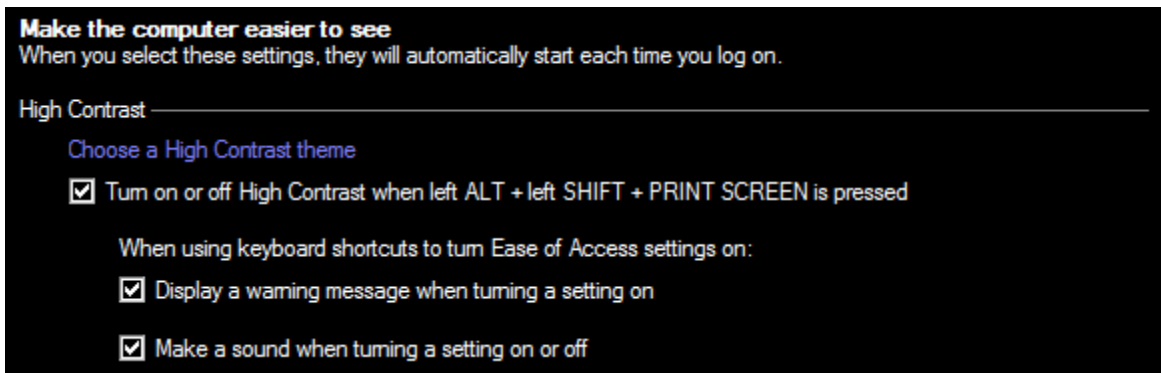 Make the computer easier to see
When you select these settings, they will automatically start each time you log on.
High Contrast
Choose a High Contrast theme
Turn on or off High Contrast when left ALT + left SHIFT + PRINT SCREEN is pressed
When using keyboard shortcuts to turn Ease of Access settings on:
Display a warning message when turning a setting on
Make a sound when turning a setting on or off